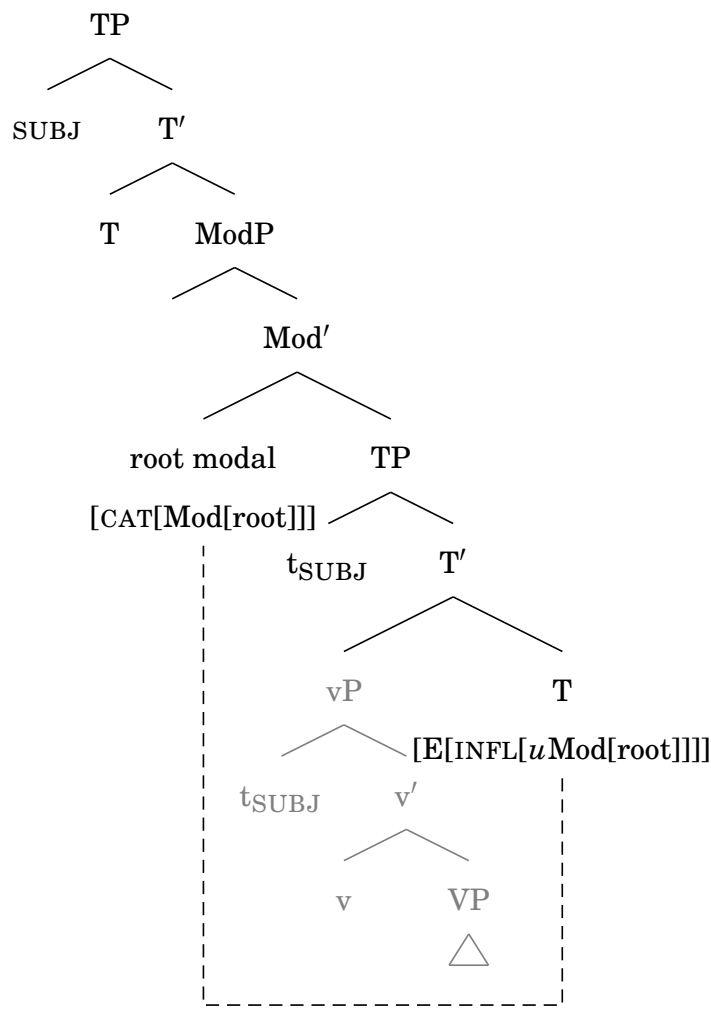 TP
SUBJ T′
T ModP
Mod′
root modal TP
[CAT[Mod[root]]]
tSUBJ T′
vP T
[E[INFL[uMod[root]]]]
tSUBJ v′
v VP